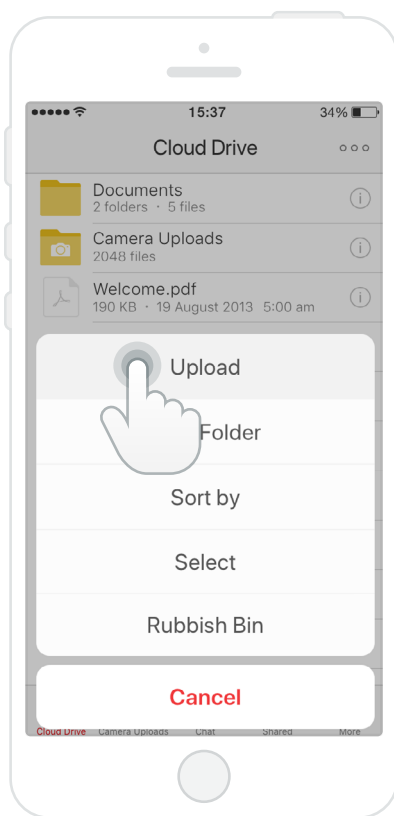 15:37
34%
Cloud Drive
Documents
2 folders · 5 files
Camera Uploads
2048 files
Welcome.pdf
190 KB · 19 August 2013 5:00 am
Upload
Folder
Sort by
Select
Rubbish Bin
Cancel
Cloud Drive Camera Uploads Chat Shared More